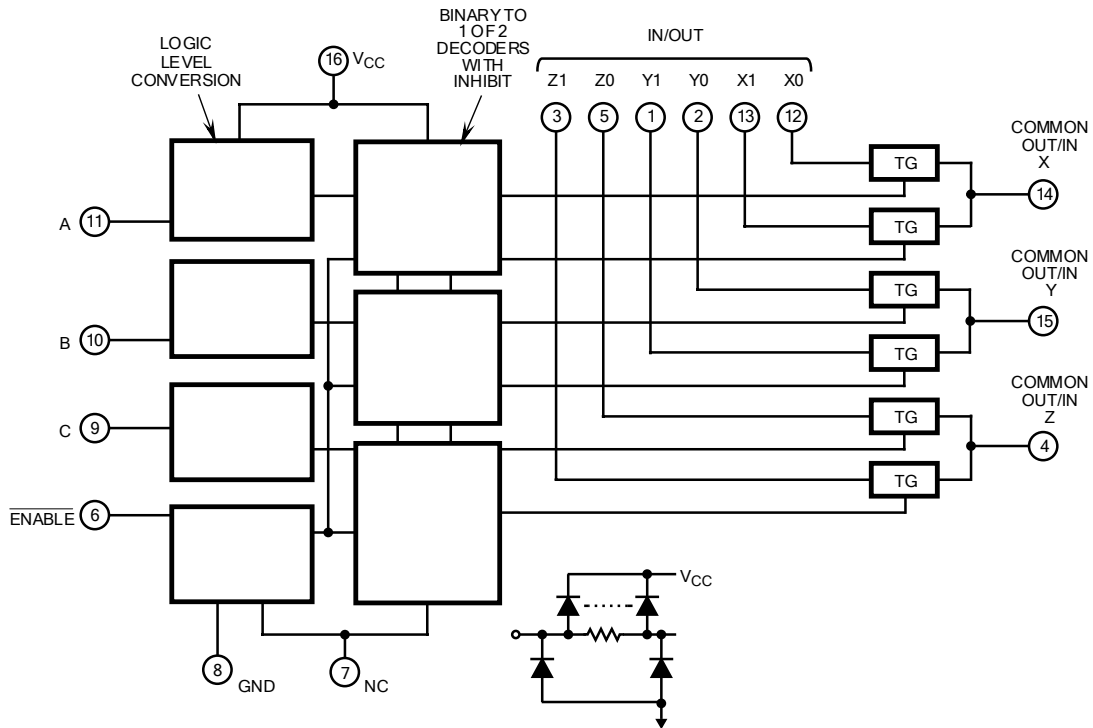 LOGIC
LEVEL
CONVERSION
16 VCC
BINARY TO
1 OF 2
DECODERS
WITH
INHIBIT
IN/OUT
Z1 Z0 Y1 Y0 X1 X0
3 5 1 2 13 12
COMMON
OUT/IN
X
14
TG
TG
A 11
COMMON
OUT/IN
Y
15
TG
TG
B 10
COMMON
OUT/IN
Z
4
TG
TG
C 9
ENABLE 6
8 GND
7 NC
VCC